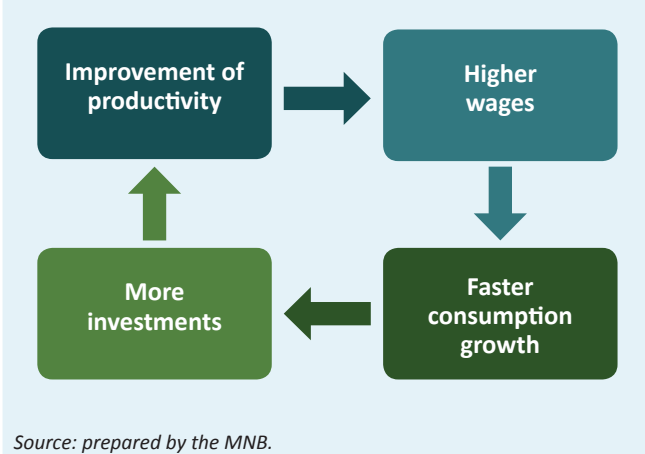 Improvement of
productivity
Higher
wages
More
investments
Faster
consumption
growth
Source: prepared by the MNB.